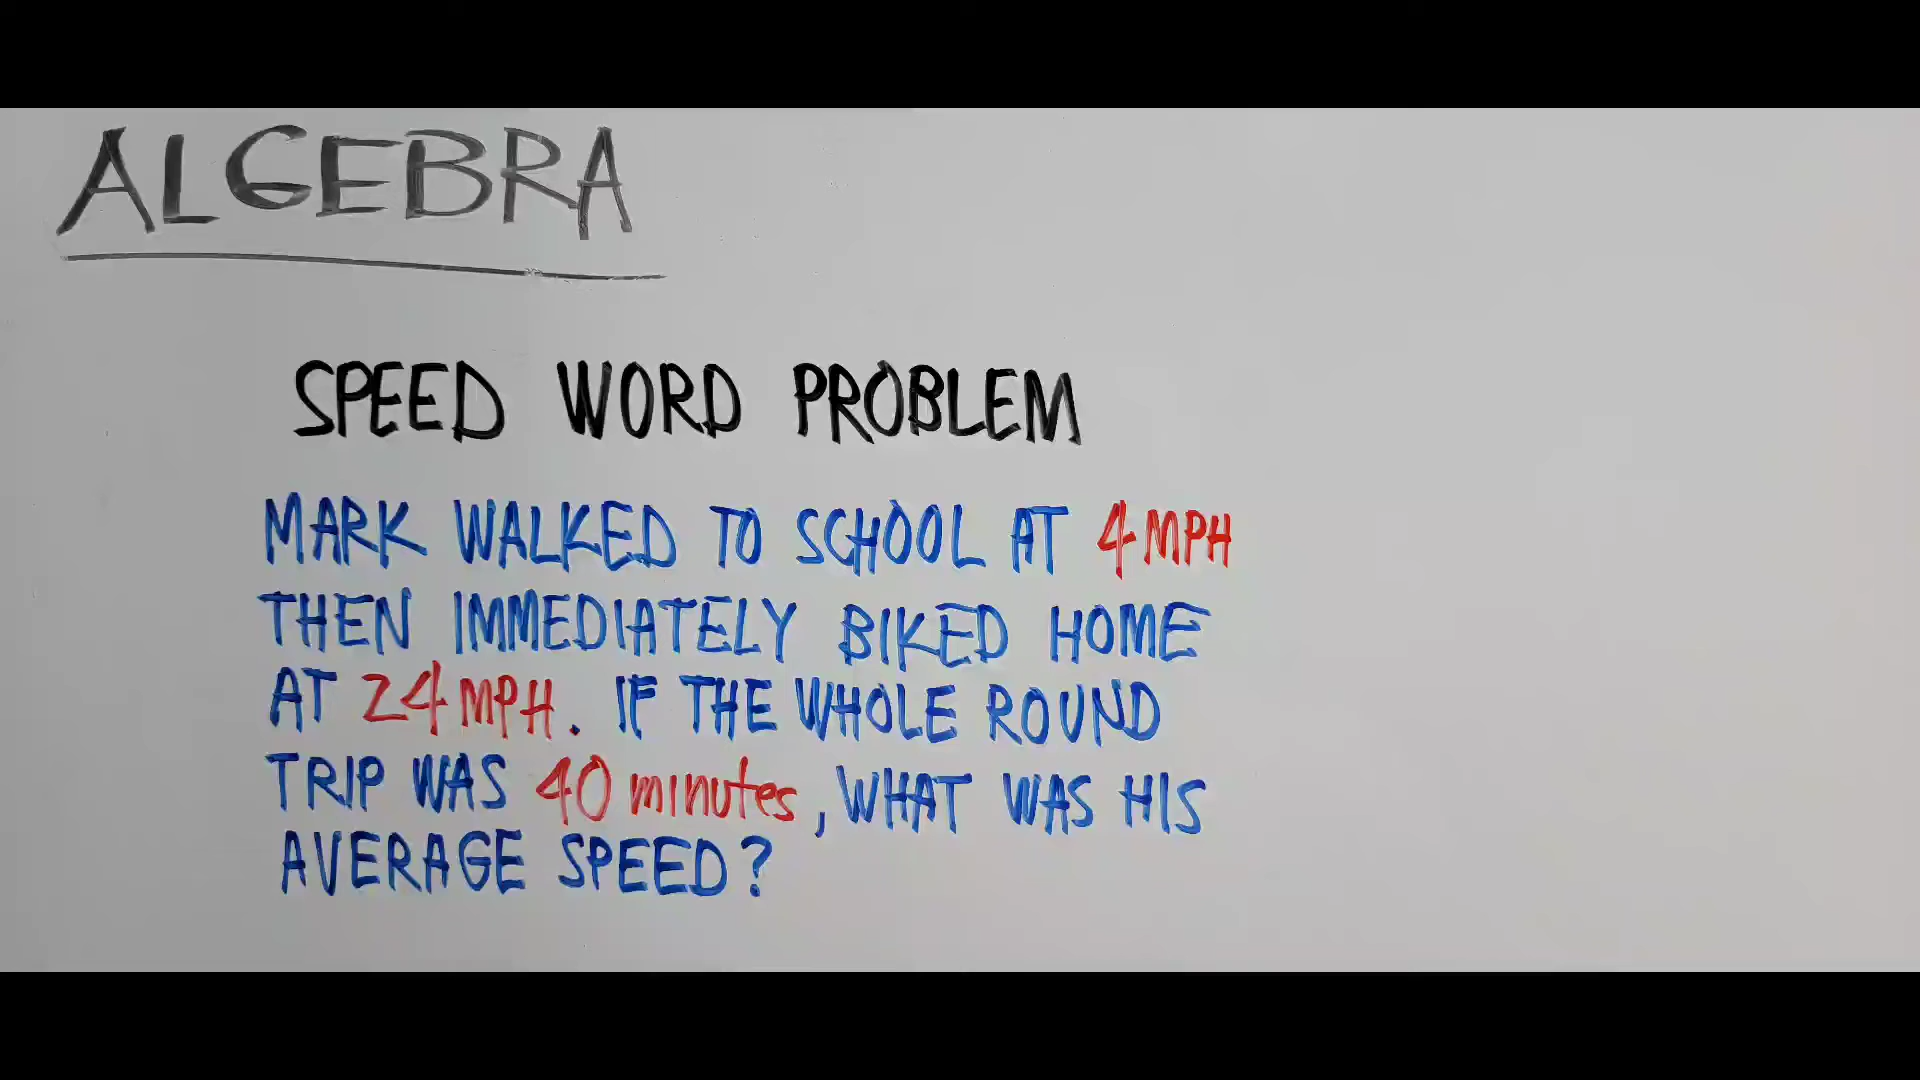 ALGEBRA
SPEED WORD PROBLEM
MARK WALKED TO SCHOOL AT 4 MPH
THEN IMMEDIATELY BIKED HOME
AT 24 MPH. IF THE WHOLE ROUND
TRIP WAS 40 minutes, WHAT WAS HIS
AVERAGE SPEED?